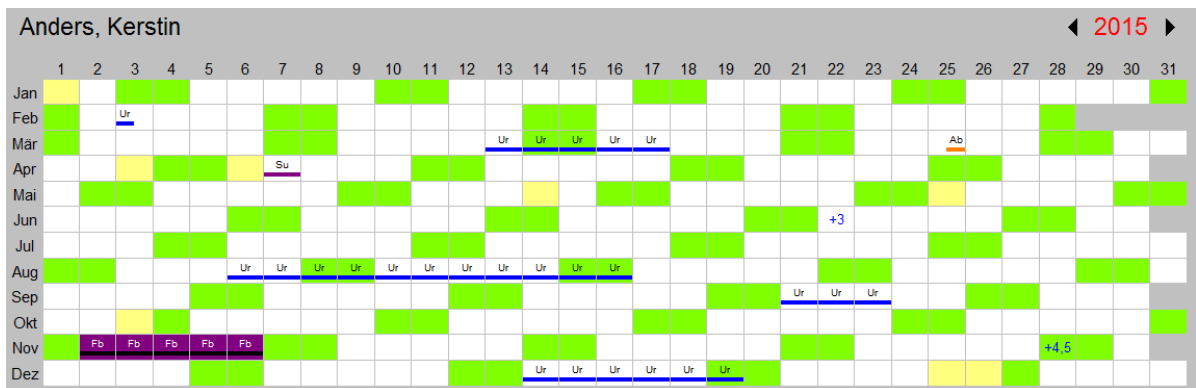 Anders, Kerstin 2015
1 2 3 4 5 6 7 8 9 10 11 12 13 14 15 16 17 18 19 20 21 22 23 24 25 26 27 28 29 30 31
Jan
Feb Ur
Mär Ur Ur Ur Ur Ur Ab
Apr Su
Mai
Jun +3
Jul
Aug Ur Ur Ur Ur Ur Ur Ur Ur Ur Ur Ur
Sep Ur Ur Ur
Okt
Nov Fb Fb Fb Fb Fb +4,5
Dez Ur Ur Ur Ur Ur Ur